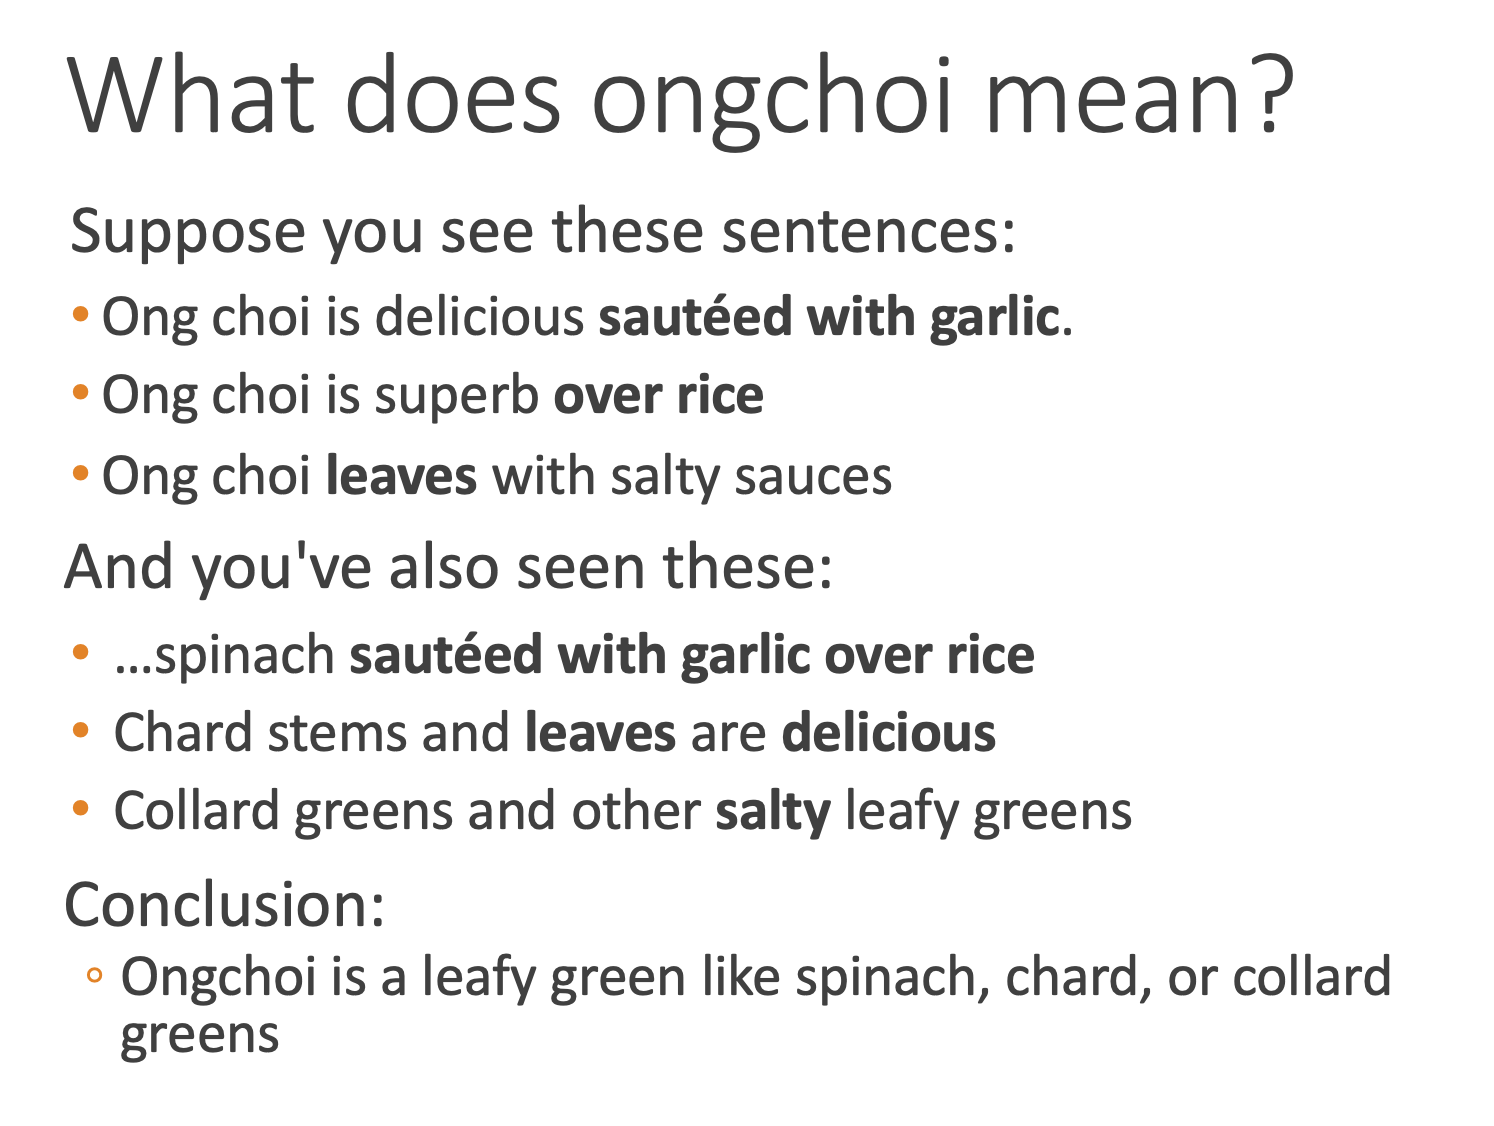 What does ongchoi mean?
Suppose you see these sentences:
• Ong choi is delicious sautéed with garlic.
• Ong choi is superb over rice
• Ong choi leaves with salty sauces
And you've also seen these:
• …spinach sautéed with garlic over rice
• Chard stems and leaves are delicious
• Collard greens and other salty leafy greens
Conclusion:
◦ Ongchoi is a leafy green like spinach, chard, or collard
greens